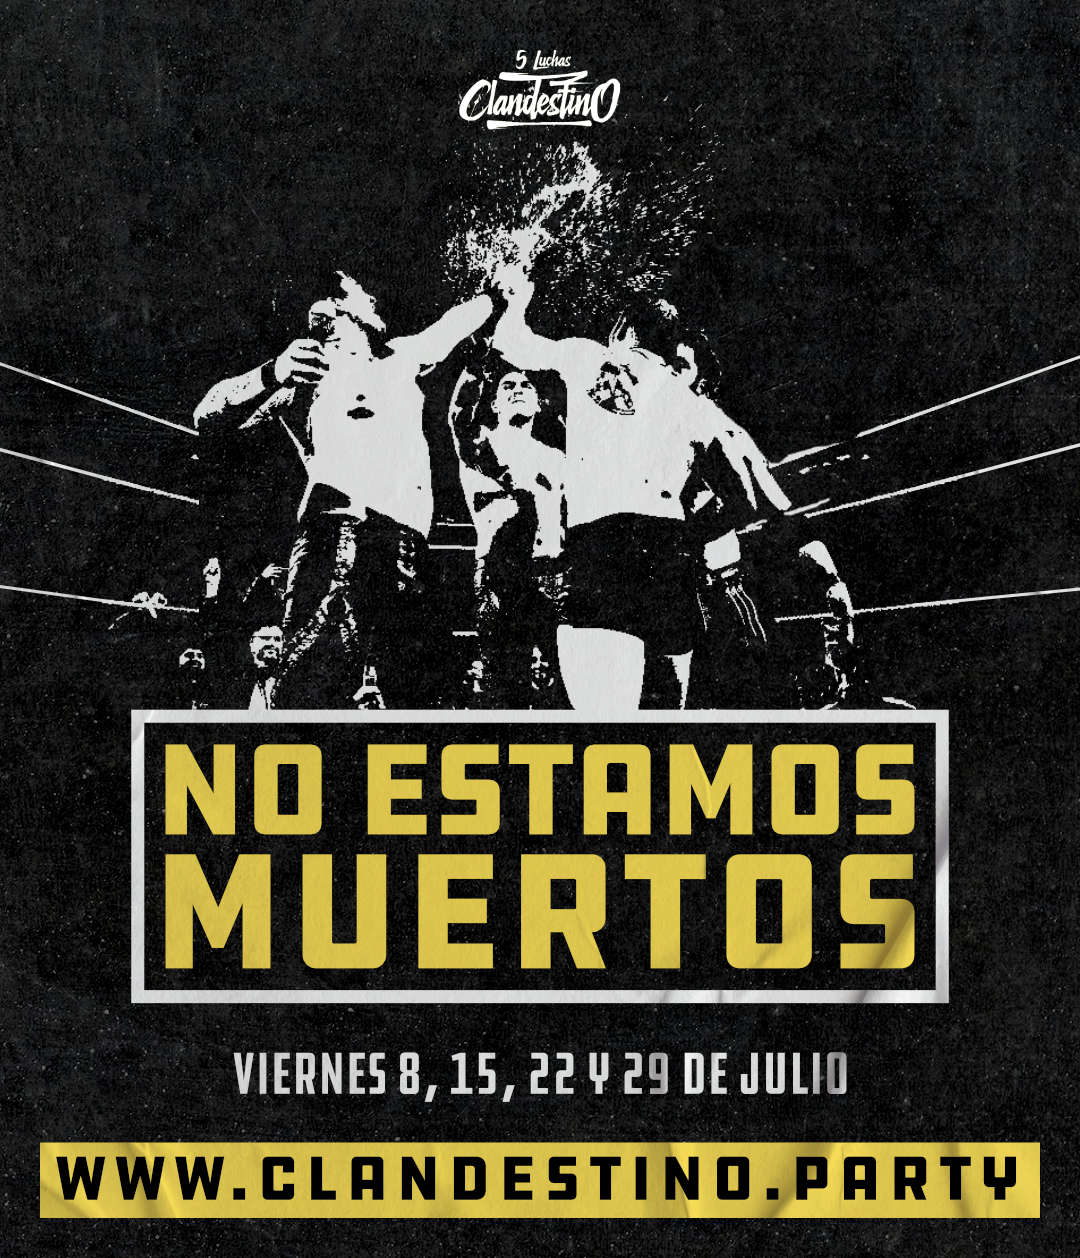 5 Luchas
Clandestino
NO ESTAMOS
MUERTOS
VIERNES 8, 15, 22 Y 29 DE JULIO
WWW.CLANDESTINO.PARTY